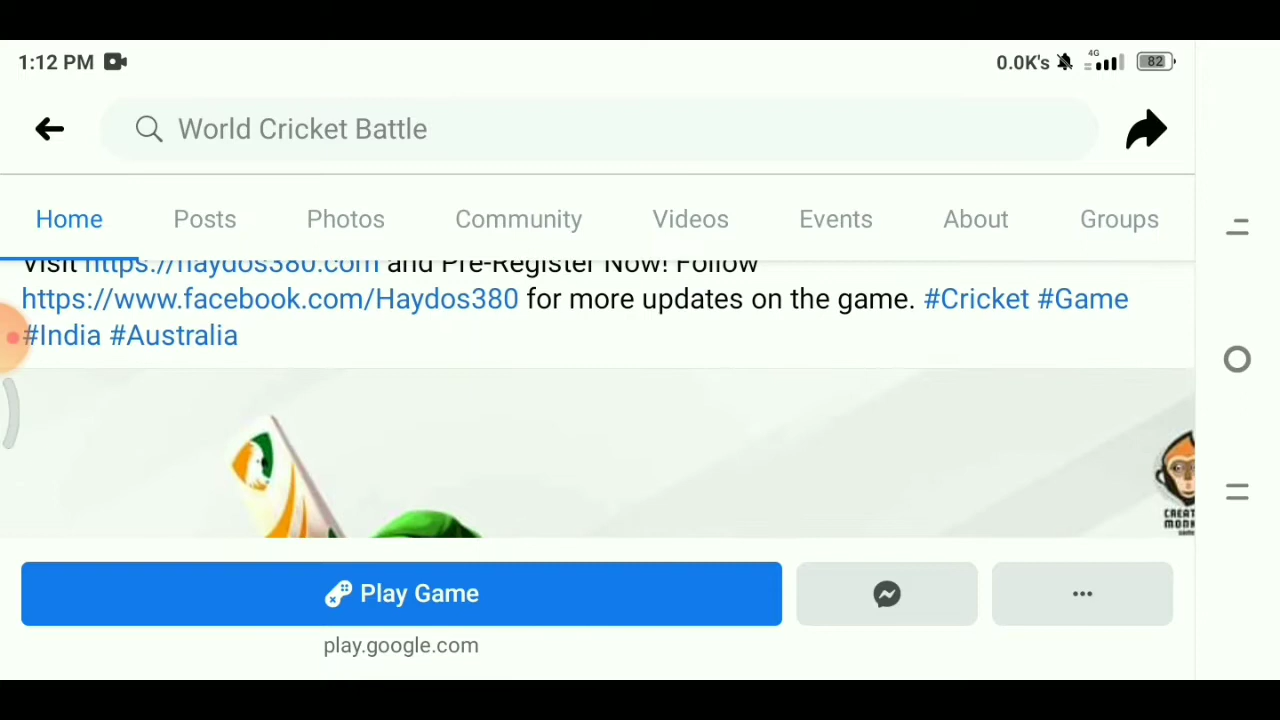 1:12 PM
0.0K's
4G
82
World Cricket Battle
Home
Posts
Photos
Community
Videos
Events
About
Groups
Visit https://haydos380.com and Pre-Register Now! Follow
https://www.facebook.com/Haydos380 for more updates on the game. #Cricket #Game
#India #Australia
Play Game
play.google.com